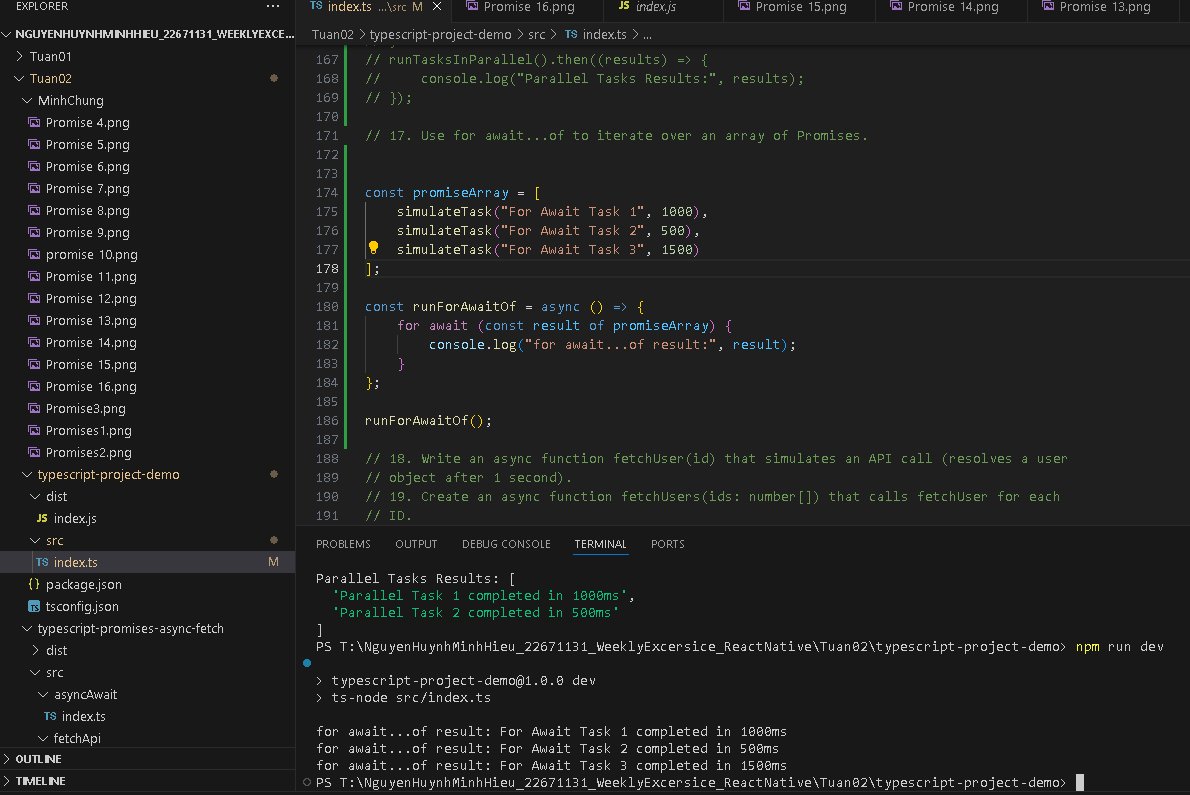 EXPLORER
···
NGUYENHUYNHMINHHIEU_22671131_WEEKLYEXCE...
Tuan01
Tuan02
MinhChung
Promise 4.png
Promise 5.png
Promise 6.png
Promise 7.png
Promise 8.png
Promise 9.png
promise 10.png
Promise 11.png
Promise 12.png
Promise 13.png
Promise 14.png
Promise 15.png
Promise 16.png
Promise3.png
Promises1.png
Promises2.png
typescript-project-demo
dist
JS index.js
src
TS index.ts M
{} package.json
TS tsconfig.json
typescript-promises-async-fetch
dist
src
asyncAwait
TS index.ts
fetchApi
OUTLINE
TIMELINE
TS index.ts ...\src M Promise 16.png JS index.js Promise 15.png Promise 14.png Promise 13.png
Tuan02 > typescript-project-demo > src > TS index.ts > ...
167 // runTasksInParallel().then((results) => {
168 //     console.log("Parallel Tasks Results:", results);
169 // });
170
171 // 17. Use for await...of to iterate over an array of Promises.
172
173
174 const promiseArray = [
175     simulateTask("For Await Task 1", 1000),
176     simulateTask("For Await Task 2", 500),
177     simulateTask("For Await Task 3", 1500)
178 ];
179
180 const runForAwaitOf = async () => {
181     for await (const result of promiseArray) {
182         console.log("for await...of result:", result);
183     }
184 };
185
186 runForAwaitOf();
187
188 // 18. Write an async function fetchUser(id) that simulates an API call (resolves a user
189 // object after 1 second).
190 // 19. Create an async function fetchUsers(ids: number[]) that calls fetchUser for each
191 // ID.
PROBLEMS OUTPUT DEBUG CONSOLE TERMINAL PORTS
Parallel Tasks Results: [
  'Parallel Task 1 completed in 1000ms',
  'Parallel Task 2 completed in 500ms'
]
PS T:\NguyenHuynhMinhHieu_22671131_WeeklyExcersice_ReactNative\Tuan02\typescript-project-demo> npm run dev
> typescript-project-demo@1.0.0 dev
> ts-node src/index.ts
for await...of result: For Await Task 1 completed in 1000ms
for await...of result: For Await Task 2 completed in 500ms
for await...of result: For Await Task 3 completed in 1500ms
PS T:\NguyenHuynhMinhHieu_22671131_WeeklyExcersice_ReactNative\Tuan02\typescript-project-demo>